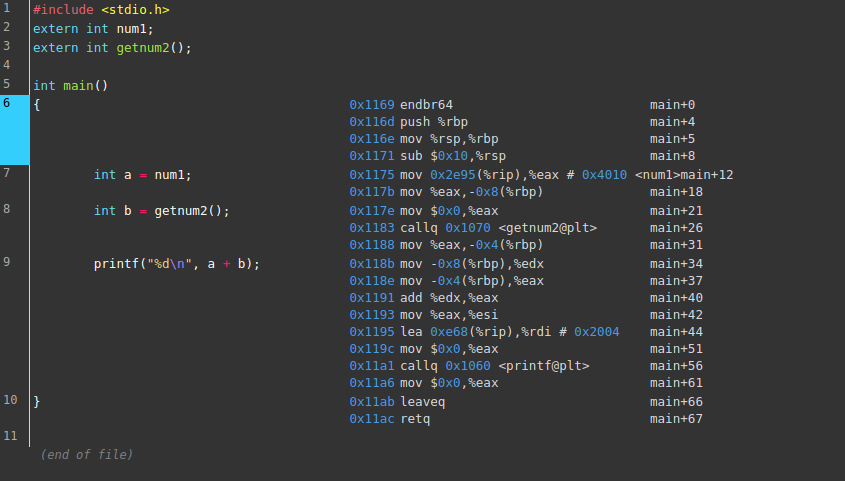 1 #include <stdio.h>
2 extern int num1;
3 extern int getnum2();
4
5 int main()
6 { 0x1169 endbr64 main+0
0x116d push %rbp main+4
0x116e mov %rsp,%rbp main+5
0x1171 sub $0x10,%rsp main+8
7 int a = num1; 0x1175 mov 0x2e95(%rip),%eax # 0x4010 <num1>main+12
0x117b mov %eax,-0x8(%rbp) main+18
8 int b = getnum2(); 0x117e mov $0x0,%eax main+21
0x1183 callq 0x1070 <getnum2@plt> main+26
0x1188 mov %eax,-0x4(%rbp) main+31
9 printf("%d\n", a + b); 0x118b mov -0x8(%rbp),%edx main+34
0x118e mov -0x4(%rbp),%eax main+37
0x1191 add %edx,%eax main+40
0x1193 mov %eax,%esi main+42
0x1195 lea 0xe68(%rip),%rdi # 0x2004 main+44
0x119c mov $0x0,%eax main+51
0x11a1 callq 0x1060 <printf@plt> main+56
0x11a6 mov $0x0,%eax main+61
10 } 0x11ab leaveq main+66
0x11ac retq main+67
11
(end of file)